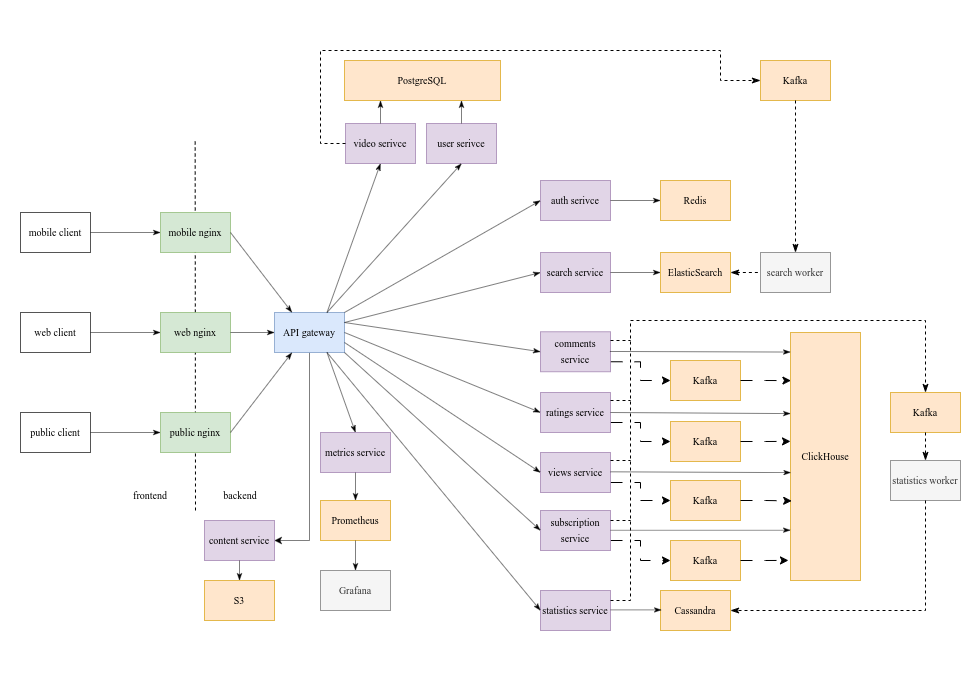 PostgreSQL
Kafka
video serivce
user serivce
auth serivce
Redis
mobile client
mobile nginx
search service
ElasticSearch
search worker
web client
web nginx
API gateway
comments
service
Kafka
ratings service
Kafka
public client
public nginx
Kafka
metrics service
ClickHouse
views service
statistics worker
frontend
backend
Kafka
Prometheus
subscription
service
content service
Kafka
Grafana
S3
statistics service
Cassandra